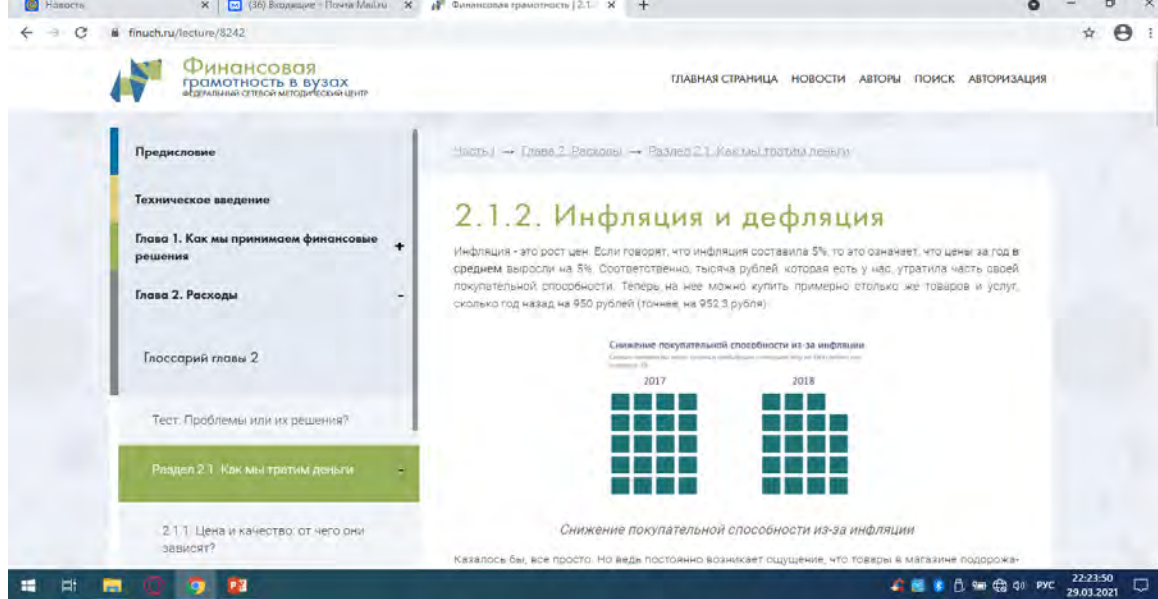 Новости
(36) Входящие - Почта Mail.ru
Финансовая грамотность | 2.1.
finuch.ru/lecture/8242
Финансовая
грамотность в вузах
ФЕДЕРАЛЬНЫЙ СЕТЕВОЙ МЕТОДИЧЕСКИЙ ЦЕНТР
ГЛАВНАЯ СТРАНИЦА НОВОСТИ АВТОРЫ ПОИСК АВТОРИЗАЦИЯ
Предисловие
Техническое введение
Глава 1. Как мы принимаем финансовые
решения +
Глава 2. Расходы -
Глоссарий главы 2
Тест. Проблемы или их решения?
Раздел 2.1. Как мы тратим деньги -
2.1.1. Цена и качество: от чего они
зависят?
Часть I → Глава 2. Расходы → Раздел 2.1. Как мы тратим деньги
2.1.2. Инфляция и дефляция
Инфляция - это рост цен. Если говорят, что инфляция составила 5%, то это означает, что цены за год в
среднем выросли на 5%. Соответственно, тысяча рублей, которая есть у нас, утратила часть своей
покупательной способности. Теперь на нее можно купить примерно столько же товаров и услуг,
сколько год назад на 950 рублей (точнее, на 952,3 рубля).
Снижение покупательной способности из-за инфляции
2017 2018
Снижение покупательной способности из-за инфляции
Казалось бы, все просто. Но ведь постоянно возникает ощущение, что товары в магазине подорожа-
РУС
22:23:50
29.03.2021